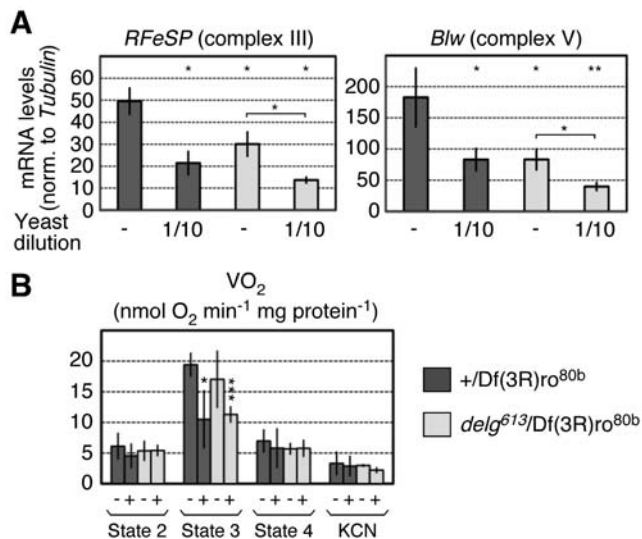 A
RFeSP (complex III)
Blw (complex V)
mRNA levels
(norm. to Tubulin)
60
50
40
30
20
10
0
* * *
*
200
150
100
50
0
* * **
*
Yeast
dilution
- 1/10 - 1/10
- 1/10 - 1/10
B
VO2
(nmol O2 min-1 mg protein-1)
20
15
10
5
0
*
***
- + - + - + - + - + - + - + - +
State 2 State 3 State 4 KCN
+/Df(3R)ro80b
delg613/Df(3R)ro80b